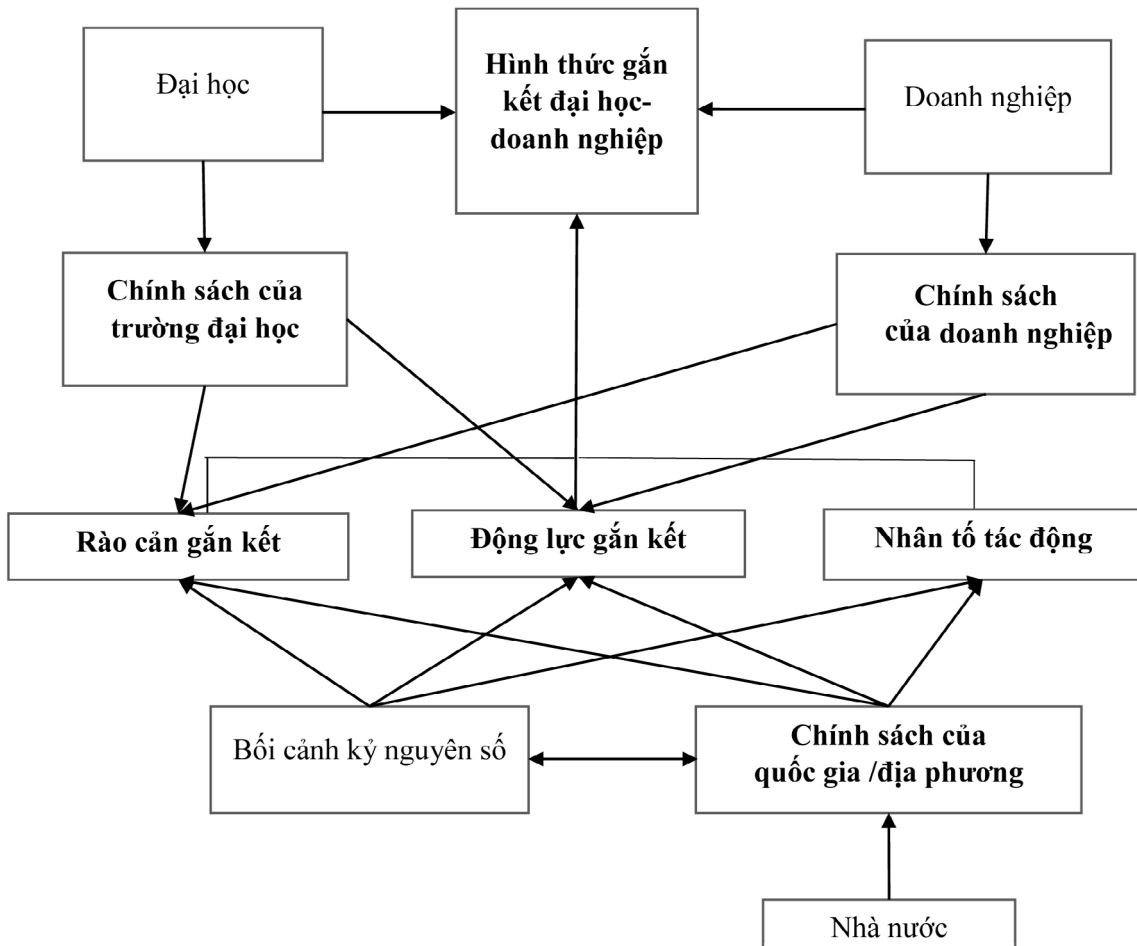 Đại học
Hình thức gắn
kết đại học-
doanh nghiệp
Doanh nghiệp
Chính sách của
trường đại học
Chính sách
của doanh nghiệp
Rào cản gắn kết
Động lực gắn kết
Nhân tố tác động
Bối cảnh kỷ nguyên số
Chính sách của
quốc gia /địa phương
Nhà nước